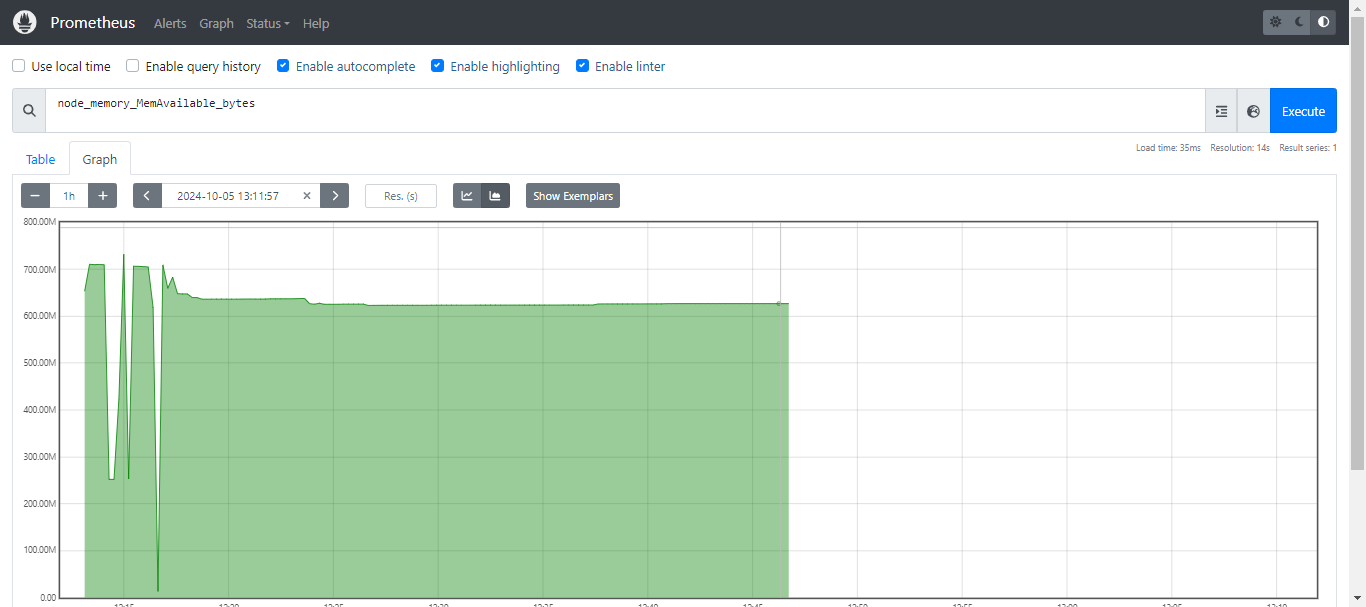 Prometheus Alerts Graph Status Help
Use local time Enable query history Enable autocomplete Enable highlighting Enable linter
node_memory_MemAvailable_bytes
Execute
Load time: 35ms Resolution: 14s Result series: 1
Table Graph
1h 2024-10-05 13:11:57 Res. (s) Show Exemplars
800.00M
700.00M
600.00M
500.00M
400.00M
300.00M
200.00M
100.00M
0.00